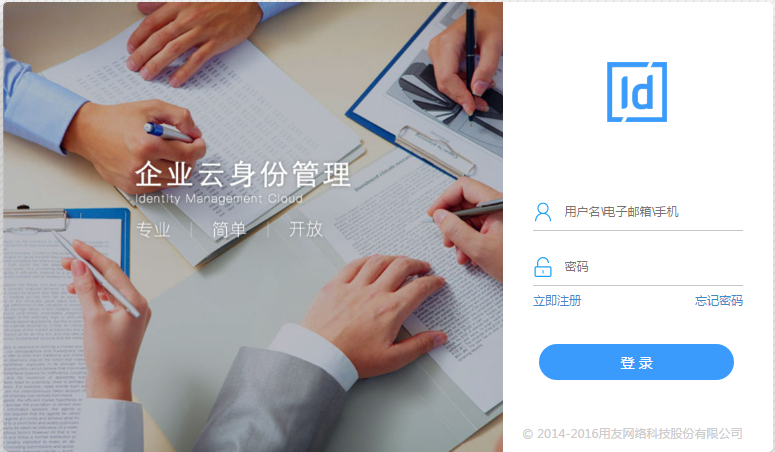 企业云身份管理
Identity Management Cloud
专业 | 简单 | 开放
Id
用户名\电子邮箱\手机
密码
立即注册 忘记密码
登录
© 2014-2016用友网络科技股份有限公司